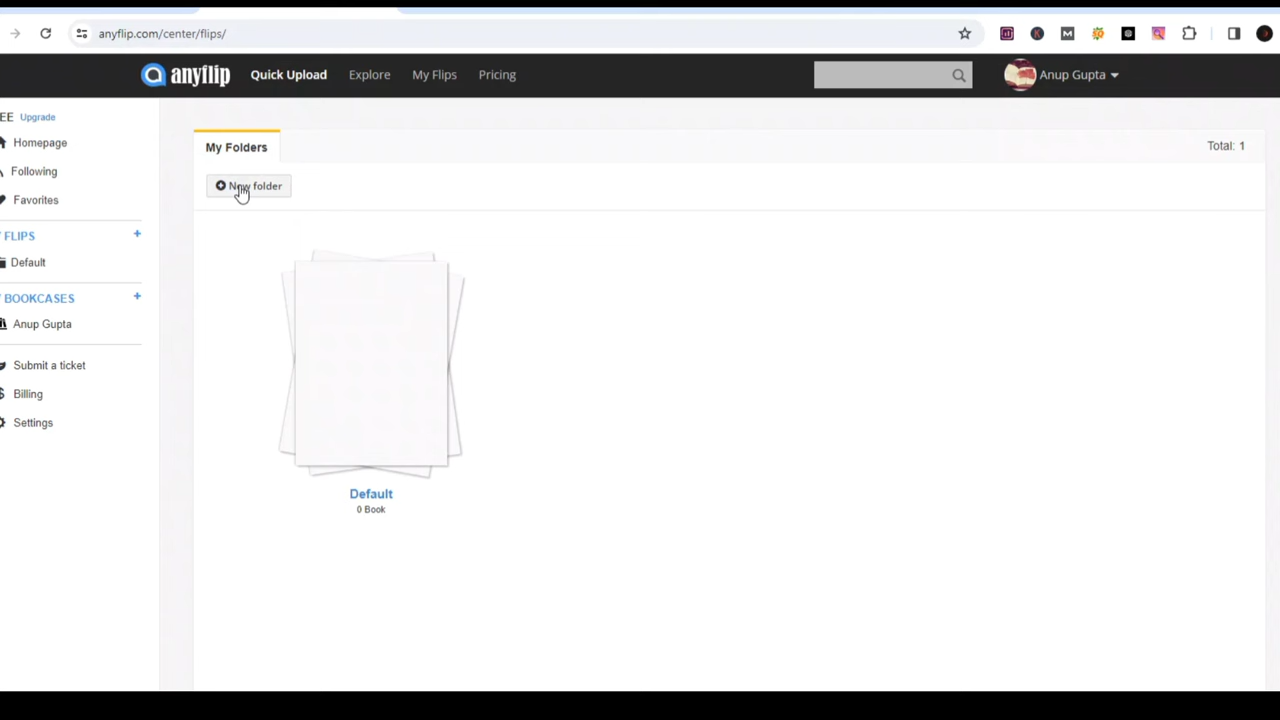 anyflip.com/center/flips/
anyflip Quick Upload Explore My Flips Pricing Anup Gupta
EE Upgrade
Homepage
Following
Favorites
FLIPS +
Default
BOOKCASES +
Anup Gupta
Submit a ticket
Billing
Settings
My Folders Total: 1
New folder
Default
0 Book